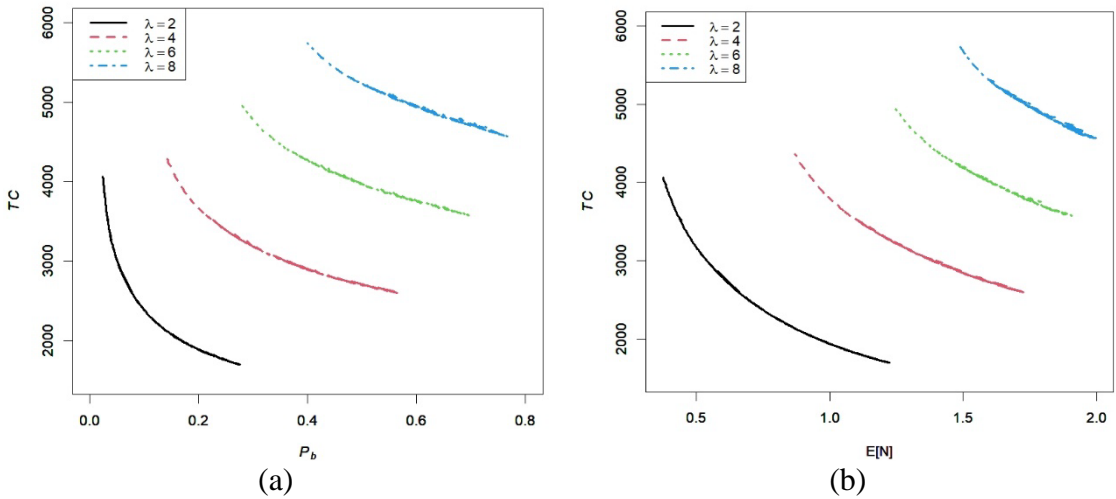 λ = 2
λ = 4
λ = 6
λ = 8
TC
6000
5000
4000
3000
2000
0.0 0.2 0.4 0.6 0.8
P_b
(a)
λ = 2
λ = 4
λ = 6
λ = 8
TC
6000
5000
4000
3000
2000
0.5 1.0 1.5 2.0
E[N]
(b)